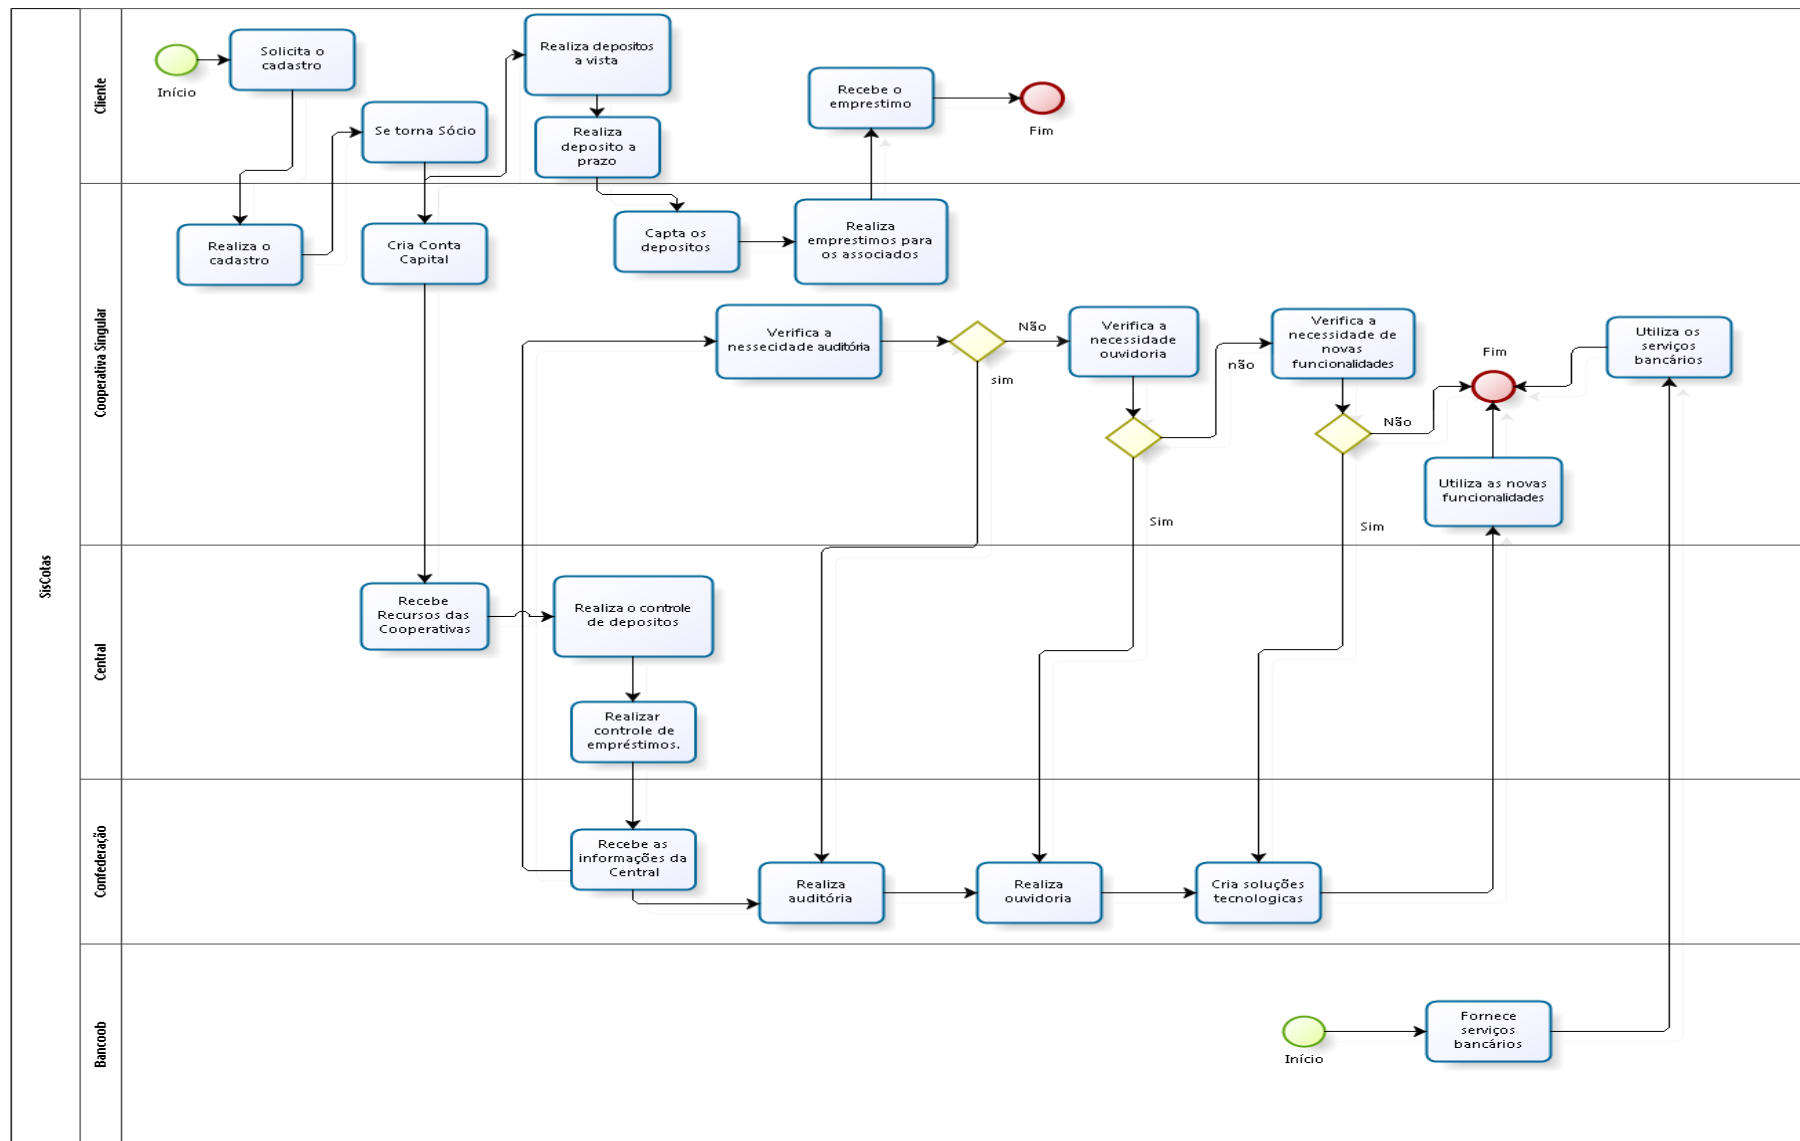 SisCotas
Cliente
Início
Solicita o
cadastro
Se torna Sócio
Realiza depositos
a vista
Realiza
deposito a
prazo
Recebe o
emprestimo
Fim
Cooperativa Singular
Realiza o
cadastro
Cria Conta
Capital
Capta os
depositos
Realiza
emprestimos para
os associados
Verifica a
nessecidade auditória
Não
sim
Verifica a
necessidade
ouvidoria
não
Sim
Verifica a
necessidade de
novas
funcionalidades
Não
Sim
Fim
Utiliza as novas
funcionalidades
Utiliza os
serviços
bancários
Central
Recebe
Recursos das
Cooperativas
Realiza o controle
de depositos
Realizar
controle de
empréstimos.
Confederação
Recebe as
informações da
Central
Realiza
auditória
Realiza
ouvidoria
Cria soluções
tecnologicas
Bancoob
Início
Fornece
serviços
bancários